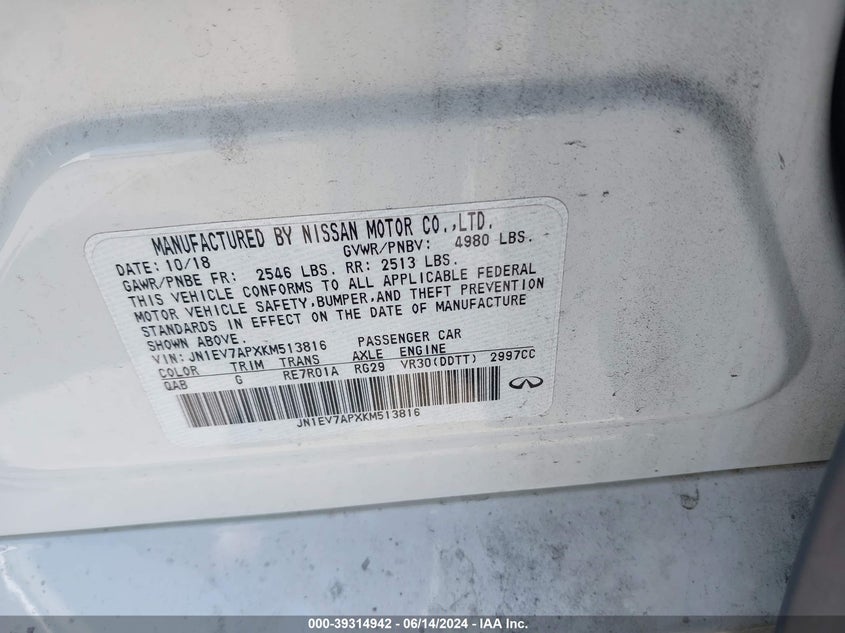 MANUFACTURED BY NISSAN MOTOR CO.,LTD.
DATE: 10/18 GVWR/PNBV: 4980 LBS.
GAWR/PNBE FR: 2546 LBS. RR: 2513 LBS.
THIS VEHICLE CONFORMS TO ALL APPLICABLE FEDERAL
MOTOR VEHICLE SAFETY,BUMPER,AND THEFT PREVENTION
STANDARDS IN EFFECT ON THE DATE OF MANUFACTURE
SHOWN ABOVE.
VIN: JN1EV7APXKM513816 PASSENGER CAR
COLOR TRIM TRANS AXLE ENGINE
QAB G RE7R01A RG29 VR30(DDTT) 2997CC
JN1EV7APXKM513816
000-39314942 - 06/14/2024 - IAA Inc.